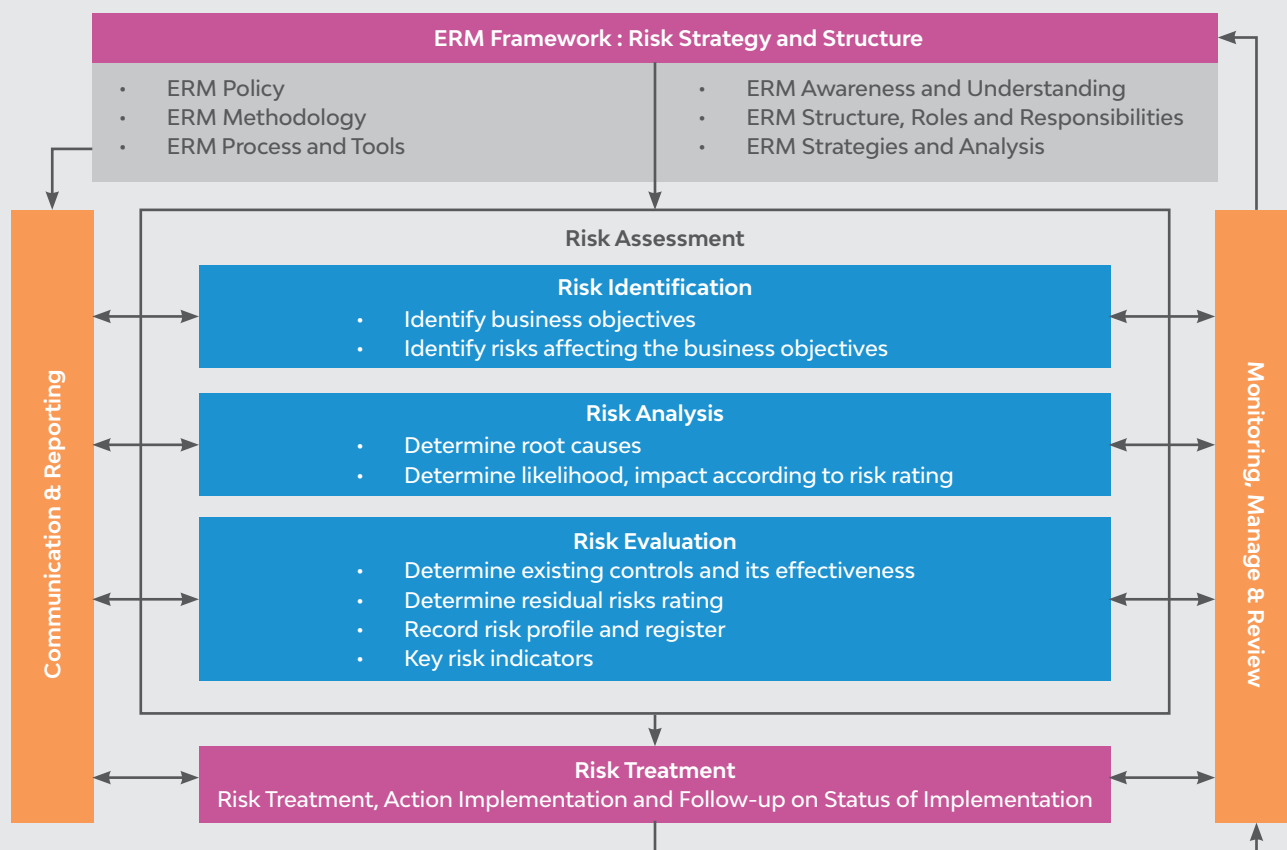 ERM Framework : Risk Strategy and Structure
• ERM Policy
• ERM Methodology
• ERM Process and Tools
• ERM Awareness and Understanding
• ERM Structure, Roles and Responsibilities
• ERM Strategies and Analysis
Communication & Reporting
Risk Assessment
Risk Identification
• Identify business objectives
• Identify risks affecting the business objectives
Risk Analysis
• Determine root causes
• Determine likelihood, impact according to risk rating
Risk Evaluation
• Determine existing controls and its effectiveness
• Determine residual risks rating
• Record risk profile and register
• Key risk indicators
Risk Treatment
Risk Treatment, Action Implementation and Follow-up on Status of Implementation
Monitoring, Manage & Review